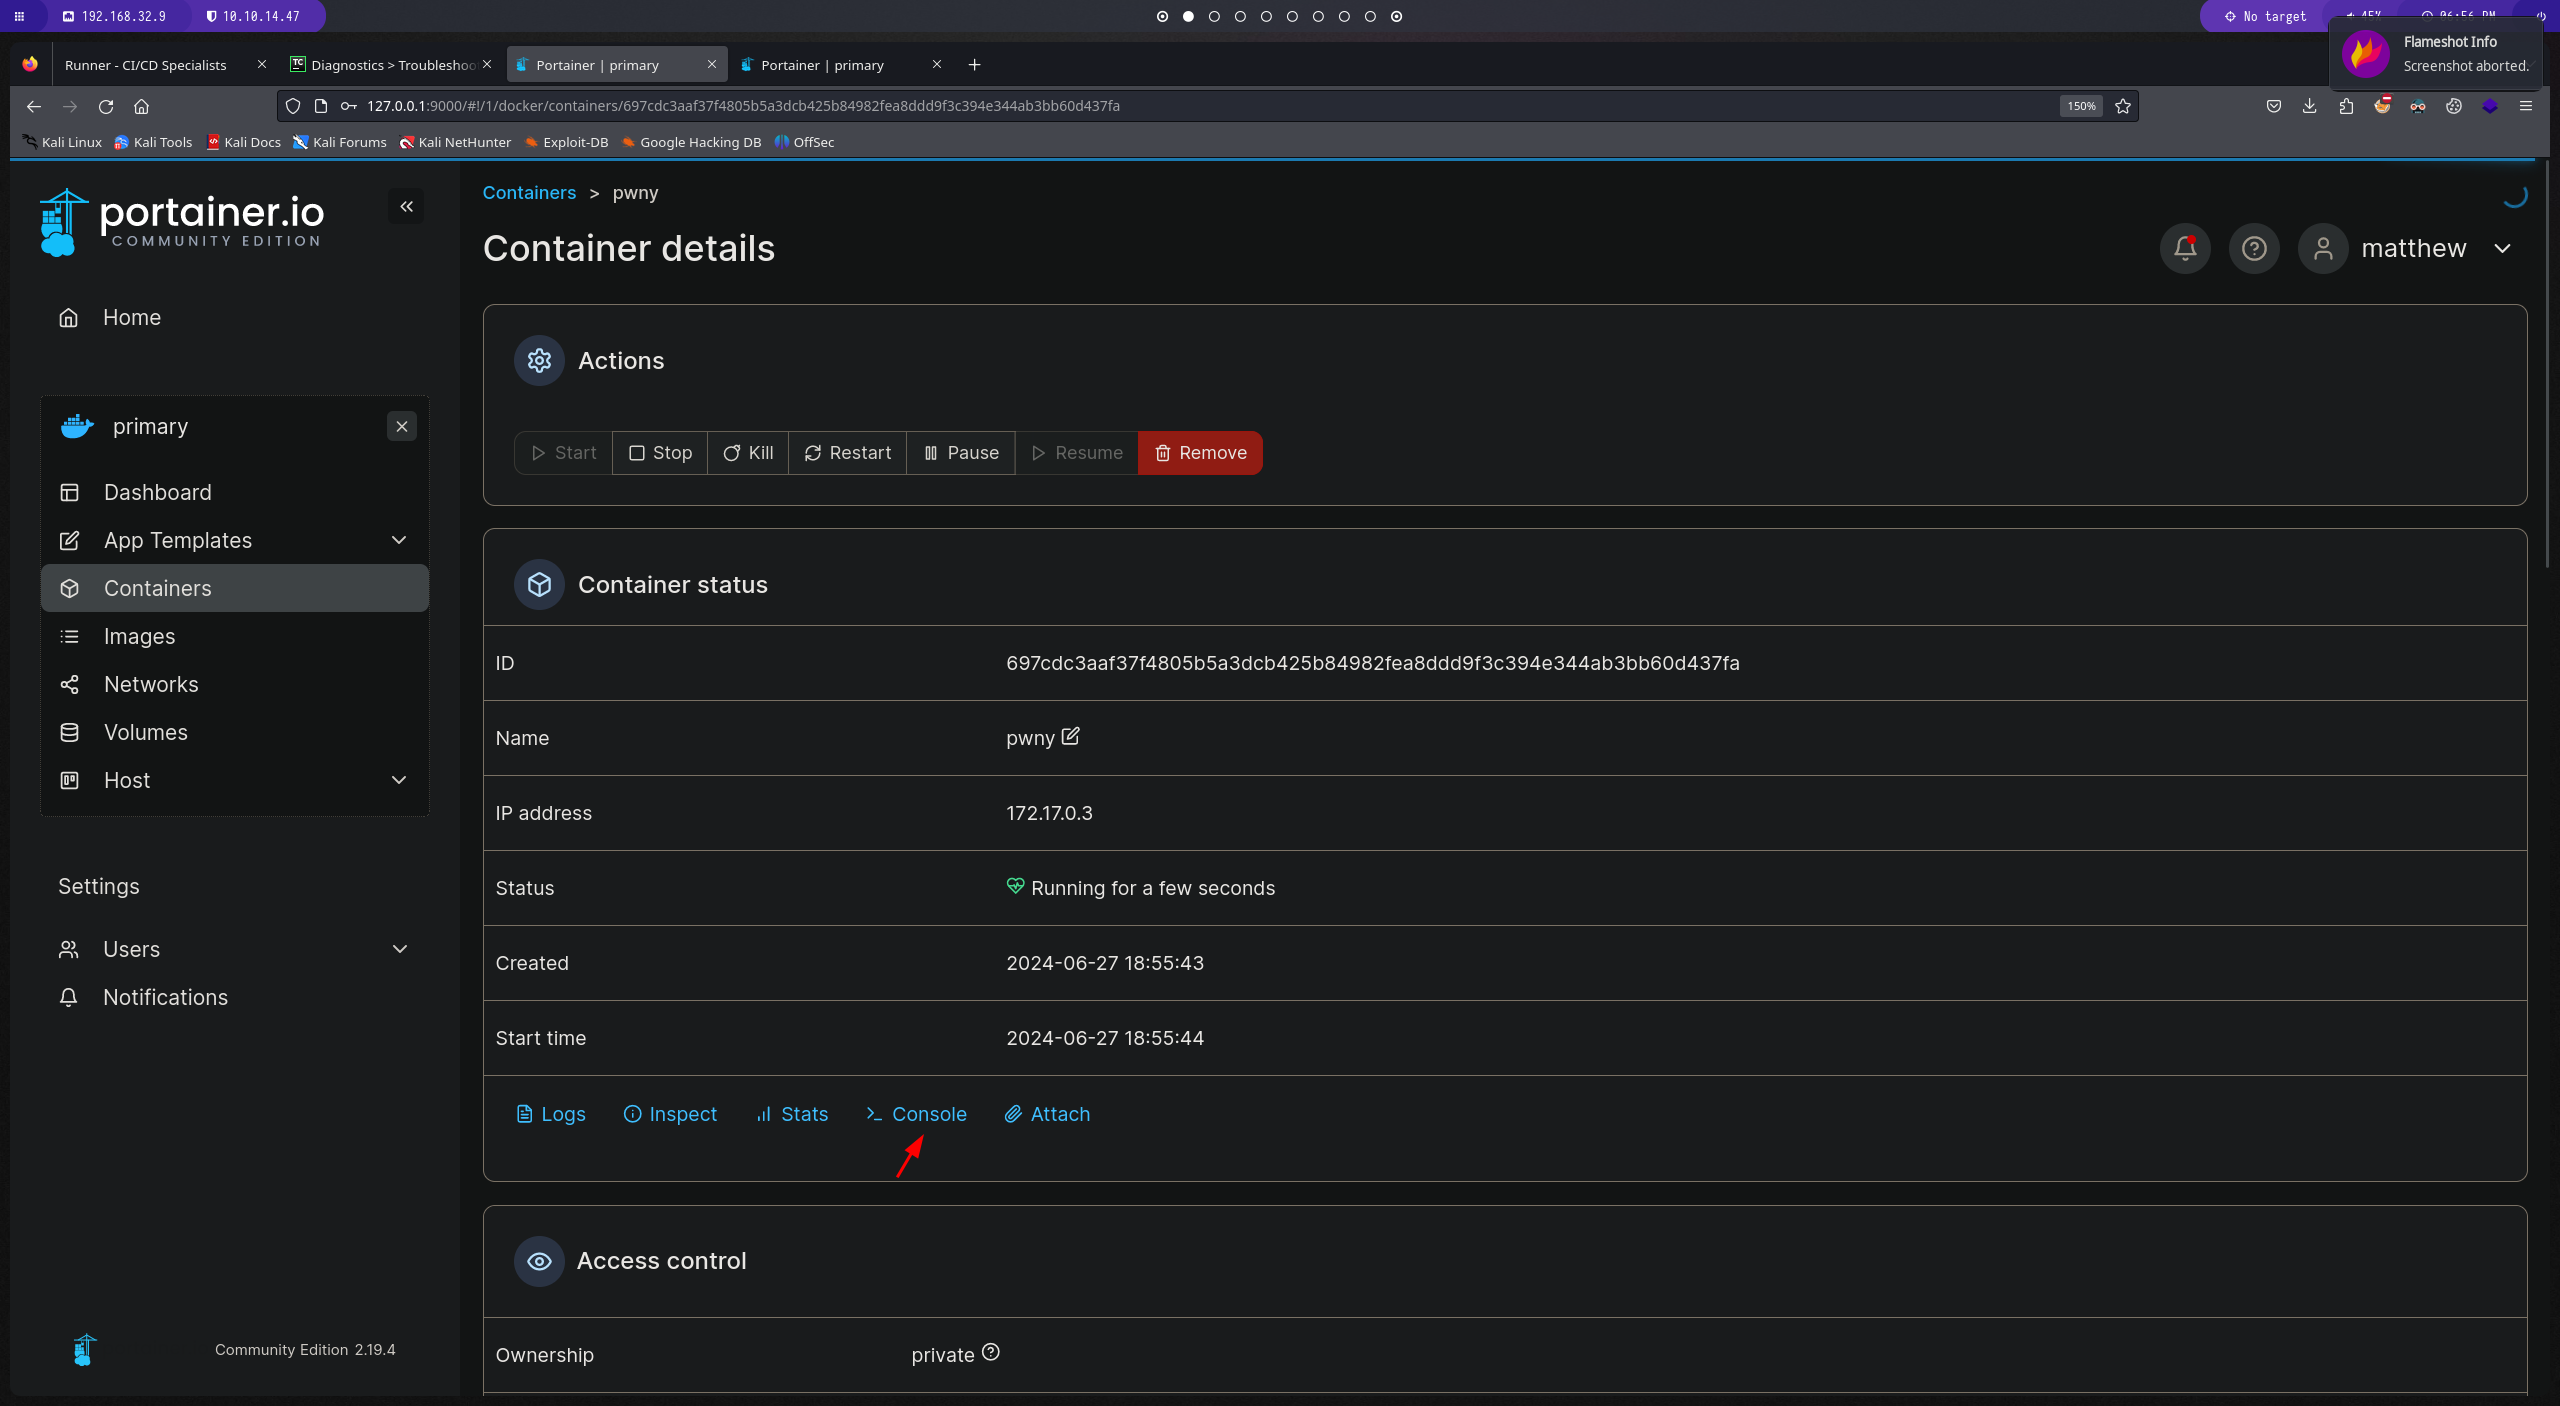 192.168.32.9
10.10.14.47
No target
45%
06:56 PM
Flameshot Info
Screenshot aborted.
Runner - CI/CD Specialists
Diagnostics > Troubleshoo
Portainer | primary
Portainer | primary
127.0.0.1:9000/#!/1/docker/containers/697cdc3aaf37f4805b5a3dcb425b84982fea8ddd9f3c394e344ab3bb60d437fa
150%
Kali Linux
Kali Tools
Kali Docs
Kali Forums
Kali NetHunter
Exploit-DB
Google Hacking DB
OffSec
portainer.io
COMMUNITY EDITION
Home
primary
Dashboard
App Templates
Containers
Images
Networks
Volumes
Host
Settings
Users
Notifications
Community Edition 2.19.4
Containers > pwny
Container details
matthew
Actions
Start
Stop
Kill
Restart
Pause
Resume
Remove
Container status
ID 697cdc3aaf37f4805b5a3dcb425b84982fea8ddd9f3c394e344ab3bb60d437fa
Name pwny
IP address 172.17.0.3
Status Running for a few seconds
Created 2024-06-27 18:55:43
Start time 2024-06-27 18:55:44
Logs
Inspect
Stats
Console
Attach
Access control
Ownership private